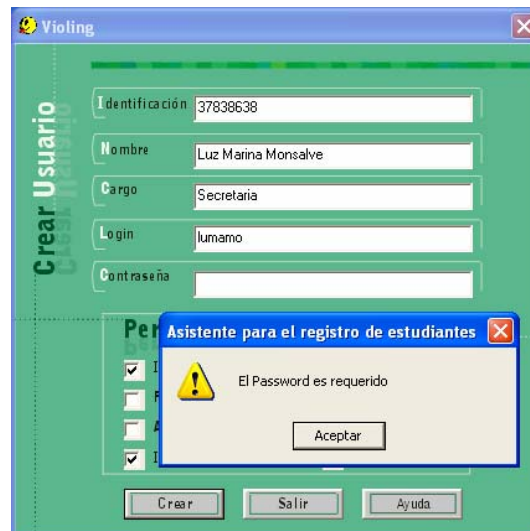 Violing
Crear Usuario
Identificación 37838638
Nombre Luz Marina Monsalve
Cargo Secretaria
Login lumamo
Contraseña
Per
Asistente para el registro de estudiantes
El Password es requerido
Aceptar
I
F
A
I
Crear Salir Ayuda